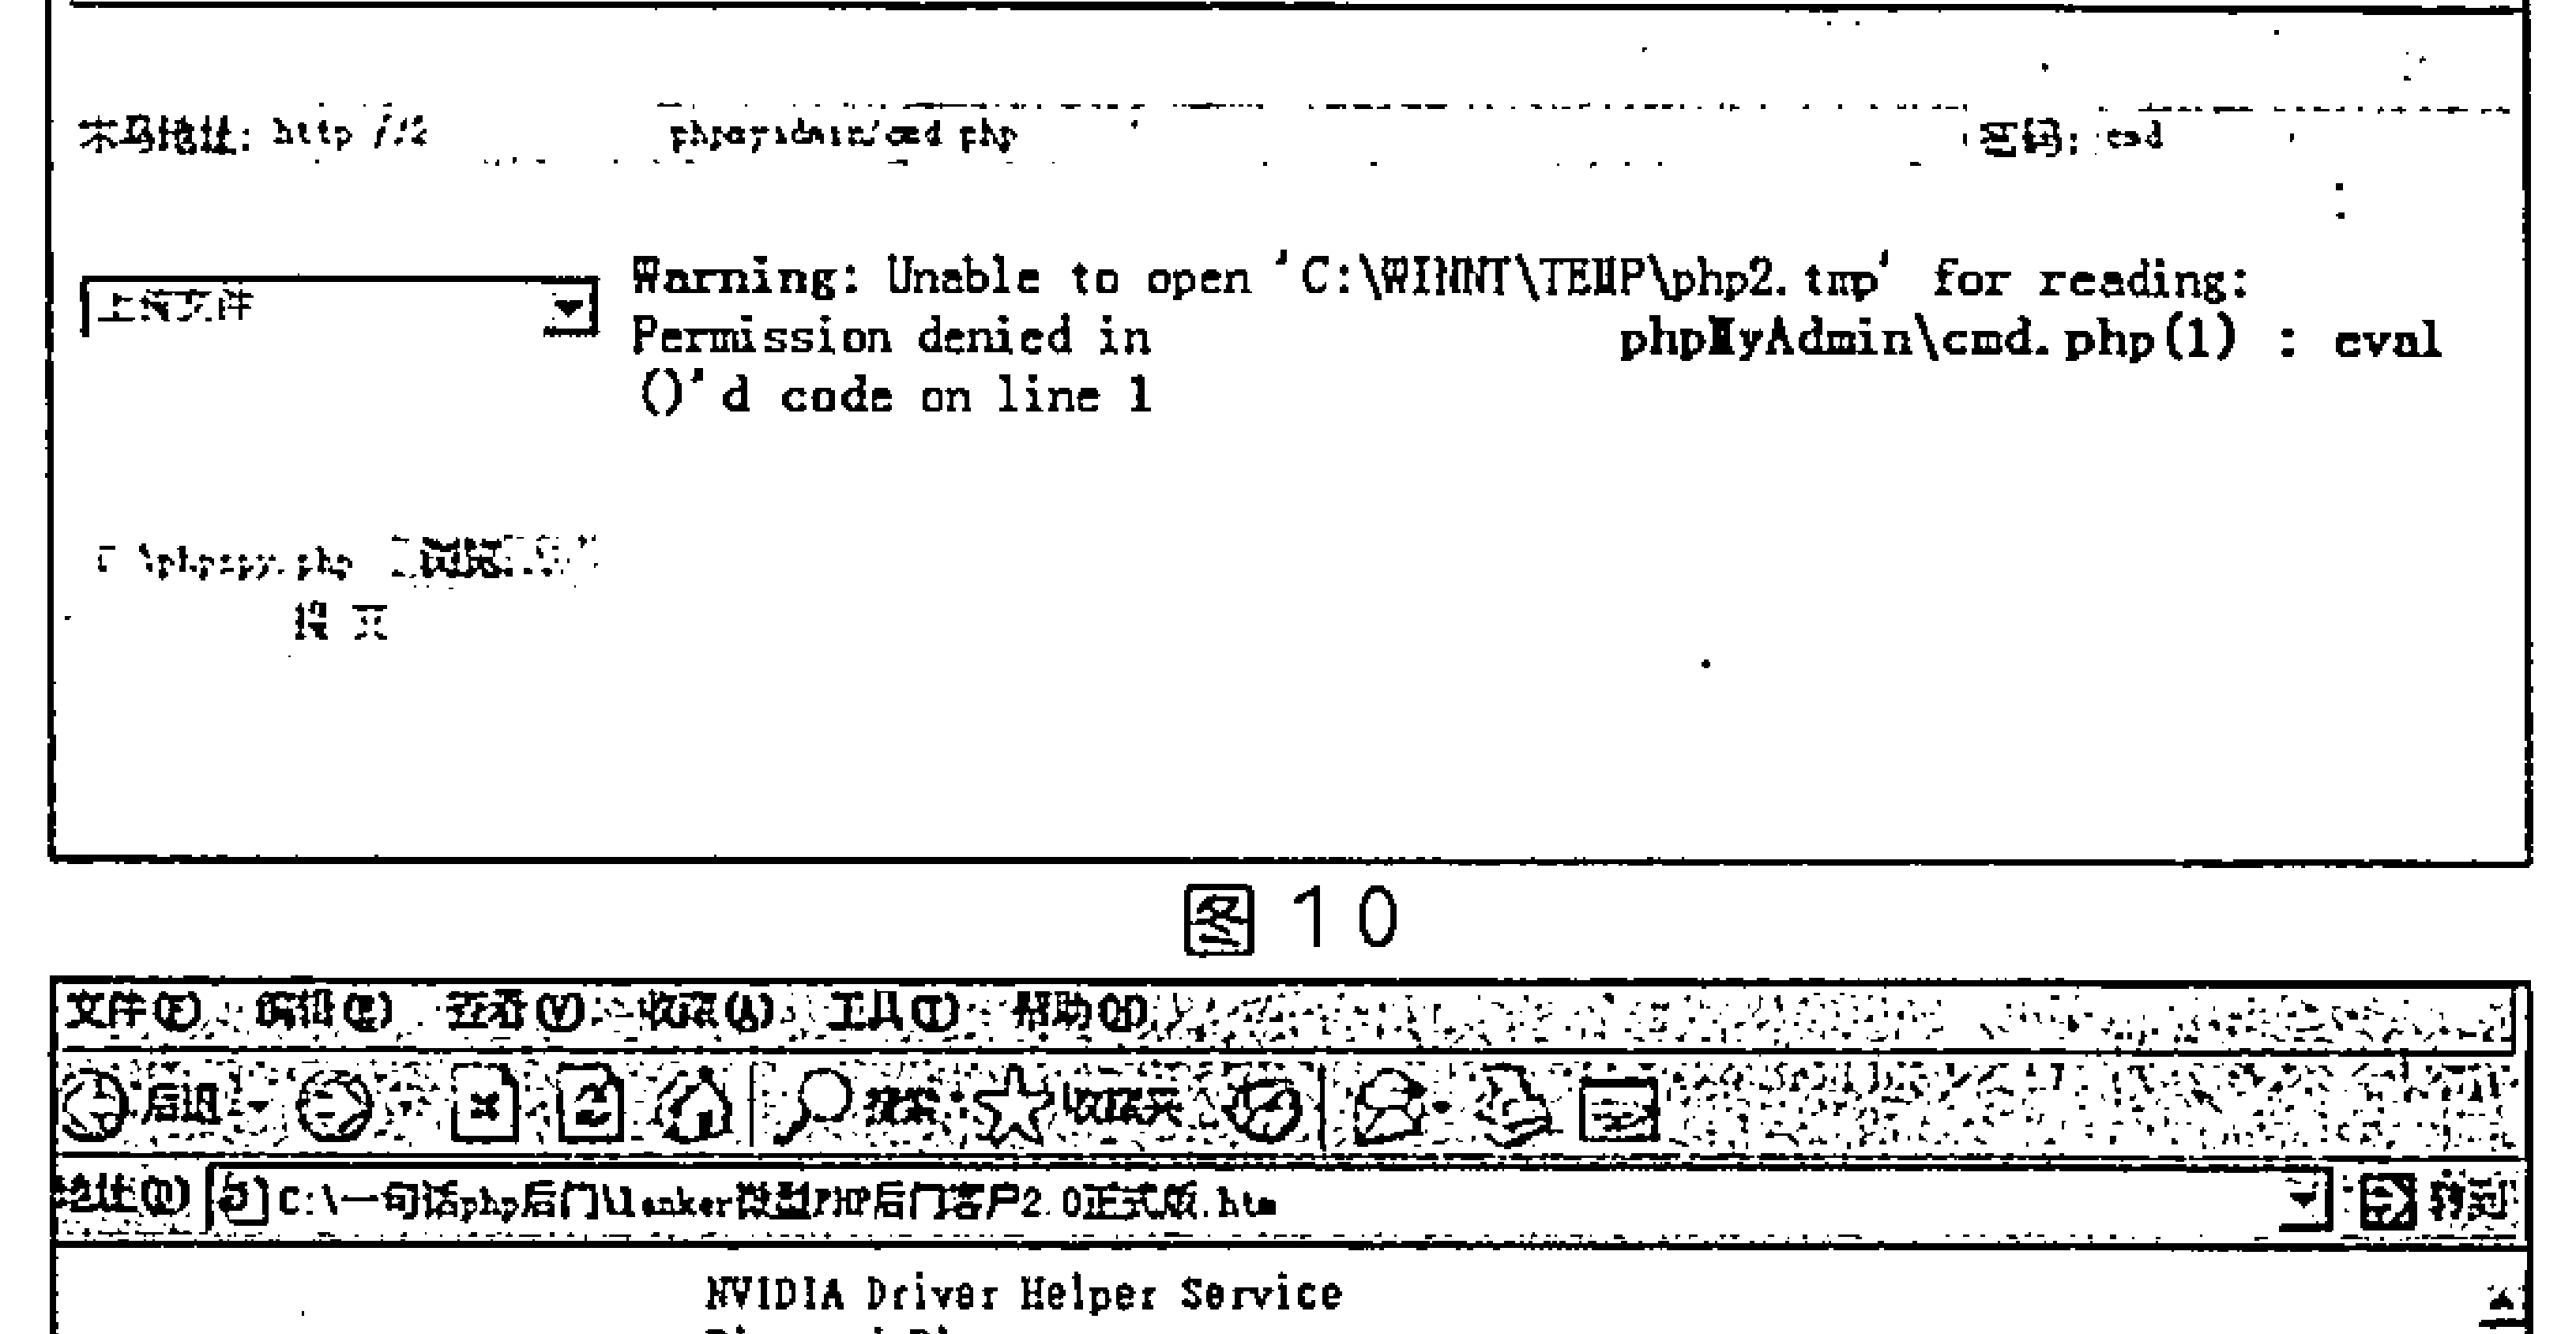 木马地址: http //2 phpmyadmin/cmd php 密码: cmd
上传文件
Warning: Unable to open 'C:\WINNT\TEMP\php2.tmp' for reading:
Permission denied in phpMyAdmin\cmd.php(1) : eval
()'d code on line 1
C \phpspy.php 浏览...
提交
图 10
文件(F) 编辑(E) 查看(V) 收藏(A) 工具(T) 帮助(H)
后退 搜索 收藏夹
地址(D) C:\一句话php后门\lanker微型PHP后门客户2.0正式版.htm 转到
NVIDIA Driver Helper Service